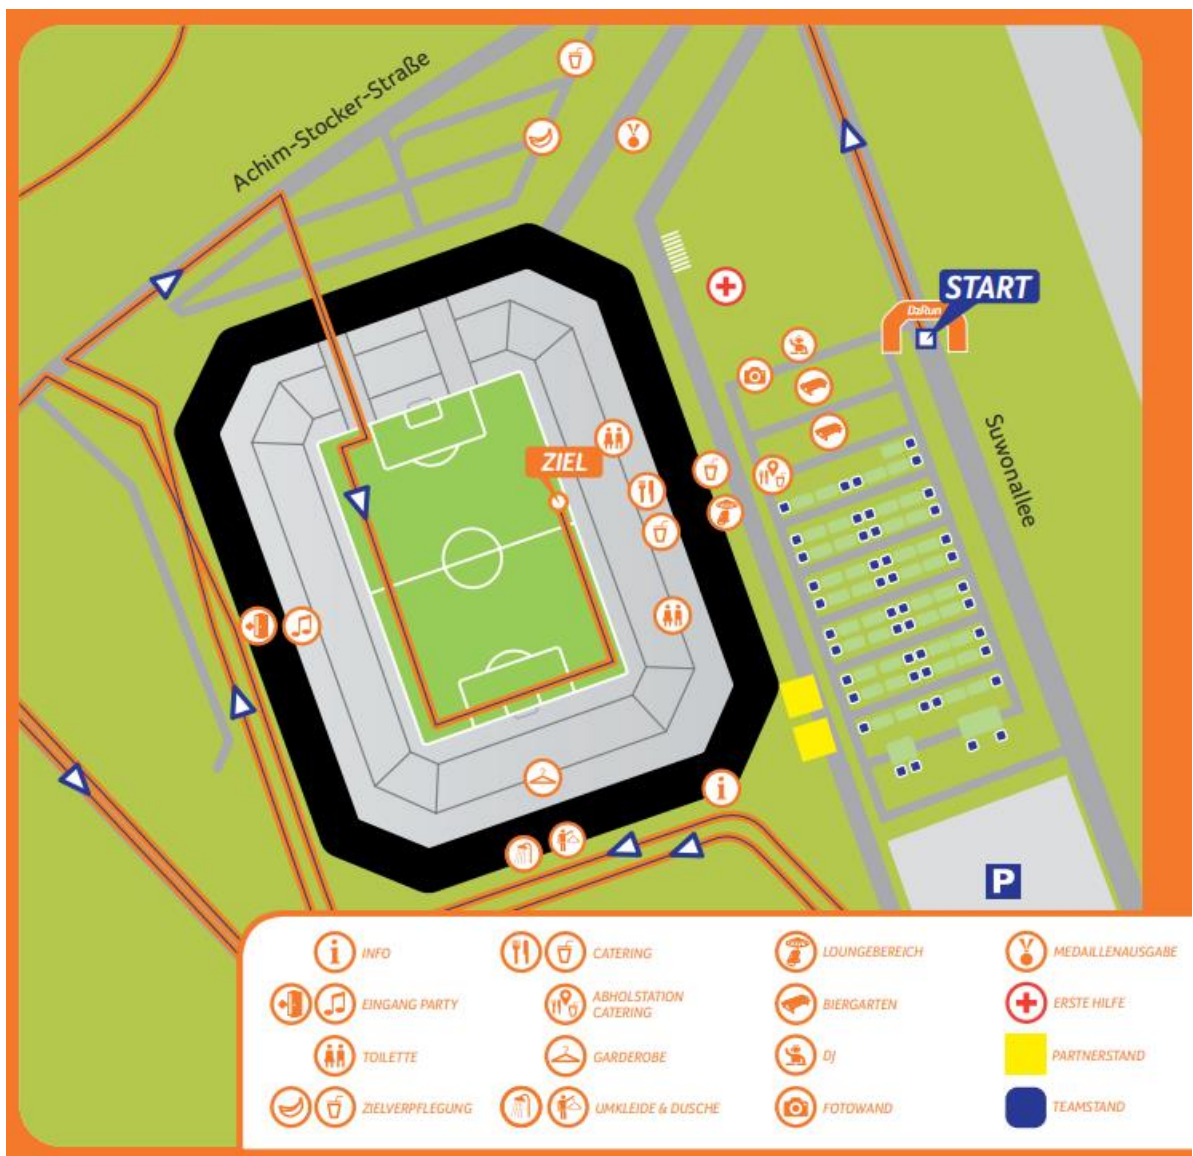 Achim-Stocker-Straße
START
B2Run
ZIEL
Suwonallee
i
P
i INFO
CATERING
LOUNGEBEREICH
MEDAILLENAUSGABE
EINGANG PARTY
ABHOLSTATION
CATERING
BIERGARTEN
ERSTE HILFE
TOILETTE
GARDEROBE
DJ
PARTNERSTAND
ZIELVERPFLEGUNG
UMKLEIDE & DUSCHE
FOTOWAND
TEAMSTAND